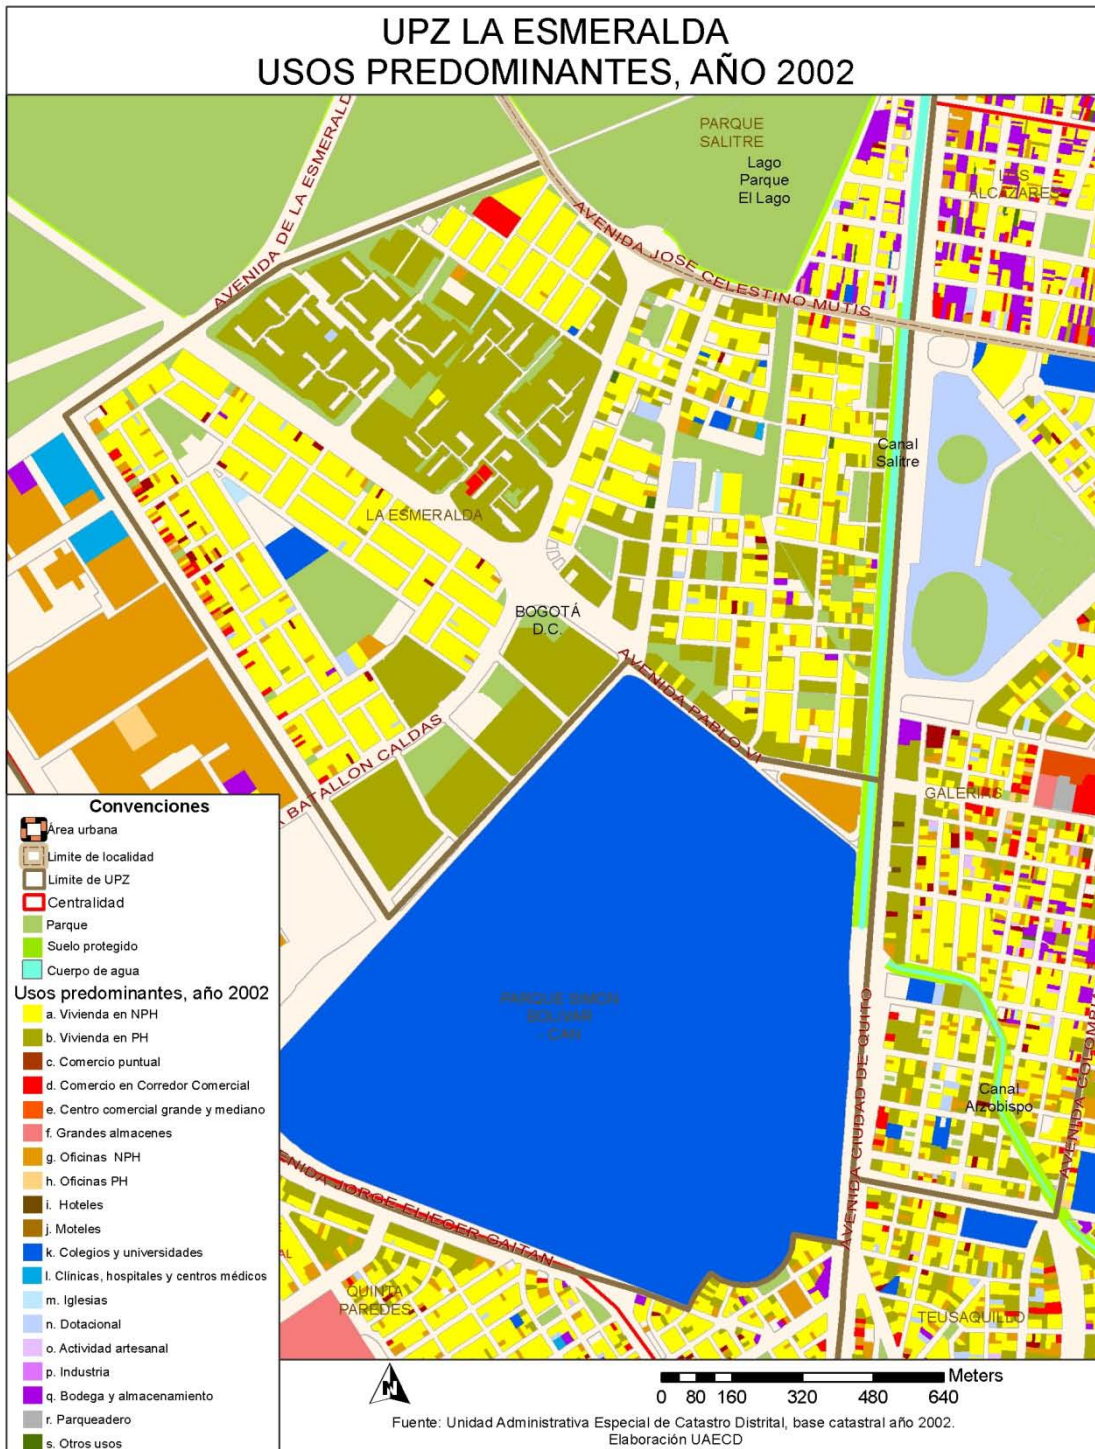 UPZ LA ESMERALDA
USOS PREDOMINANTES, AÑO 2002
AVENIDA DE LA ESMERALD
PARQUE
SALITRE
Lago
Parque
El Lago
LOS
ALCAZARES
AVENIDA JOSE CELESTINO MUTIS
Canal
Salitre
LA ESMERALDA
BOGOTÁ
D.C.
AVENIDA PABLO VI
A BATALLON CALDAS
GALERIAS
PARQUE SIMON
BOLIVAR
- CAN
AVENIDA CIUDAD DE QUITO
Canal
Arzobispo
AVENIDA COLOMBI
ENIDA JORGE ELIECER GAITAN
AL
QUINTA
PAREDES
TEUSAQUILLO
Convenciones
Área urbana
Limite de localidad
Límite de UPZ
Centralidad
Parque
Suelo protegido
Cuerpo de agua
Usos predominantes, año 2002
a. Vivienda en NPH
b. Vivienda en PH
c. Comercio puntual
d. Comercio en Corredor Comercial
e. Centro comercial grande y mediano
f. Grandes almacenes
g. Oficinas NPH
h. Oficinas PH
i. Hoteles
j. Moteles
k. Colegios y universidades
l. Clínicas, hospitales y centros médicos
m. Iglesias
n. Dotacional
o. Actividad artesanal
p. Industria
q. Bodega y almacenamiento
r. Parqueadero
s. Otros usos
N
Meters
0 80 160 320 480 640
Fuente: Unidad Administrativa Especial de Catastro Distrital, base catastral año 2002.
Elaboración UAECD